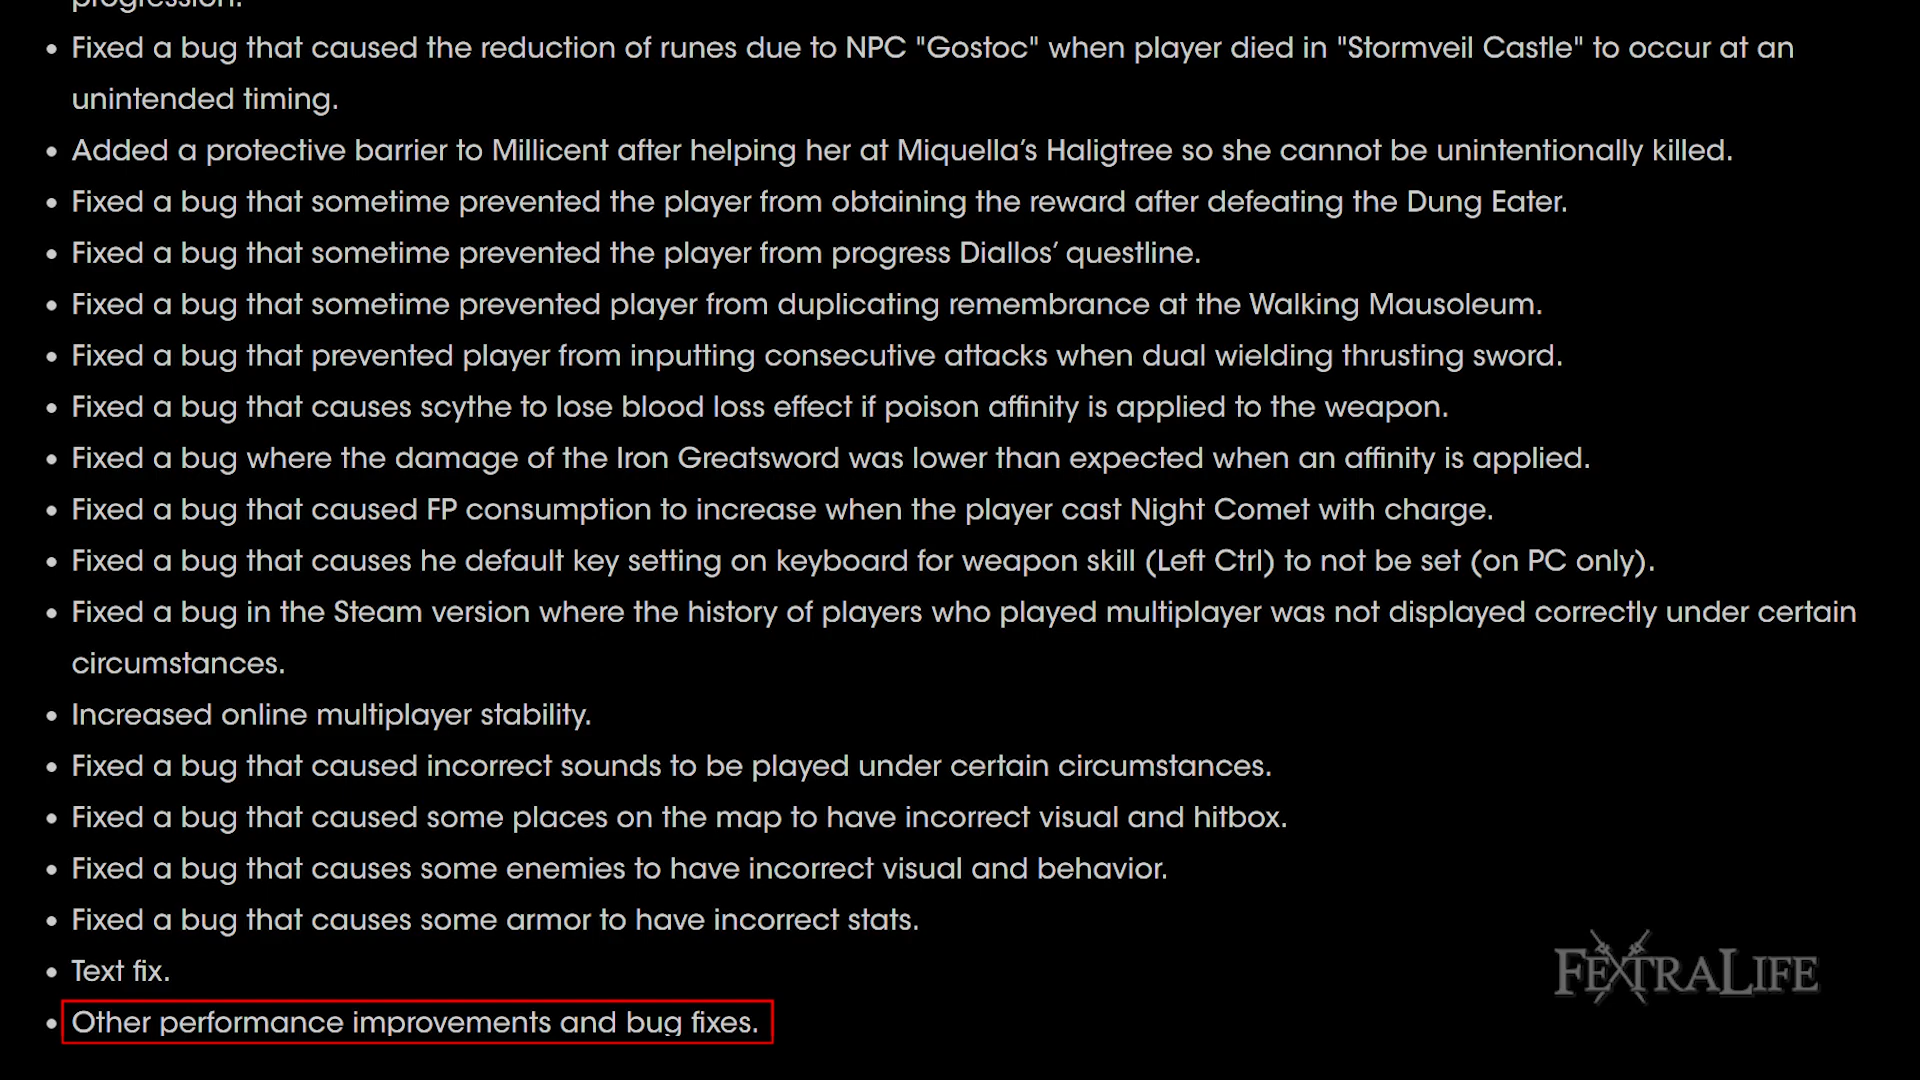 progression.
• Fixed a bug that caused the reduction of runes due to NPC "Gostoc" when player died in "Stormveil Castle" to occur at an
unintended timing.
• Added a protective barrier to Millicent after helping her at Miquella’s Haligtree so she cannot be unintentionally killed.
• Fixed a bug that sometime prevented the player from obtaining the reward after defeating the Dung Eater.
• Fixed a bug that sometime prevented the player from progress Diallos’ questline.
• Fixed a bug that sometime prevented player from duplicating remembrance at the Walking Mausoleum.
• Fixed a bug that prevented player from inputting consecutive attacks when dual wielding thrusting sword.
• Fixed a bug that causes scythe to lose blood loss effect if poison affinity is applied to the weapon.
• Fixed a bug where the damage of the Iron Greatsword was lower than expected when an affinity is applied.
• Fixed a bug that caused FP consumption to increase when the player cast Night Comet with charge.
• Fixed a bug that causes he default key setting on keyboard for weapon skill (Left Ctrl) to not be set (on PC only).
• Fixed a bug in the Steam version where the history of players who played multiplayer was not displayed correctly under certain
circumstances.
• Increased online multiplayer stability.
• Fixed a bug that caused incorrect sounds to be played under certain circumstances.
• Fixed a bug that caused some places on the map to have incorrect visual and hitbox.
• Fixed a bug that causes some enemies to have incorrect visual and behavior.
• Fixed a bug that causes some armor to have incorrect stats.
• Text fix.
• Other performance improvements and bug fixes.
FEXTRALIFE